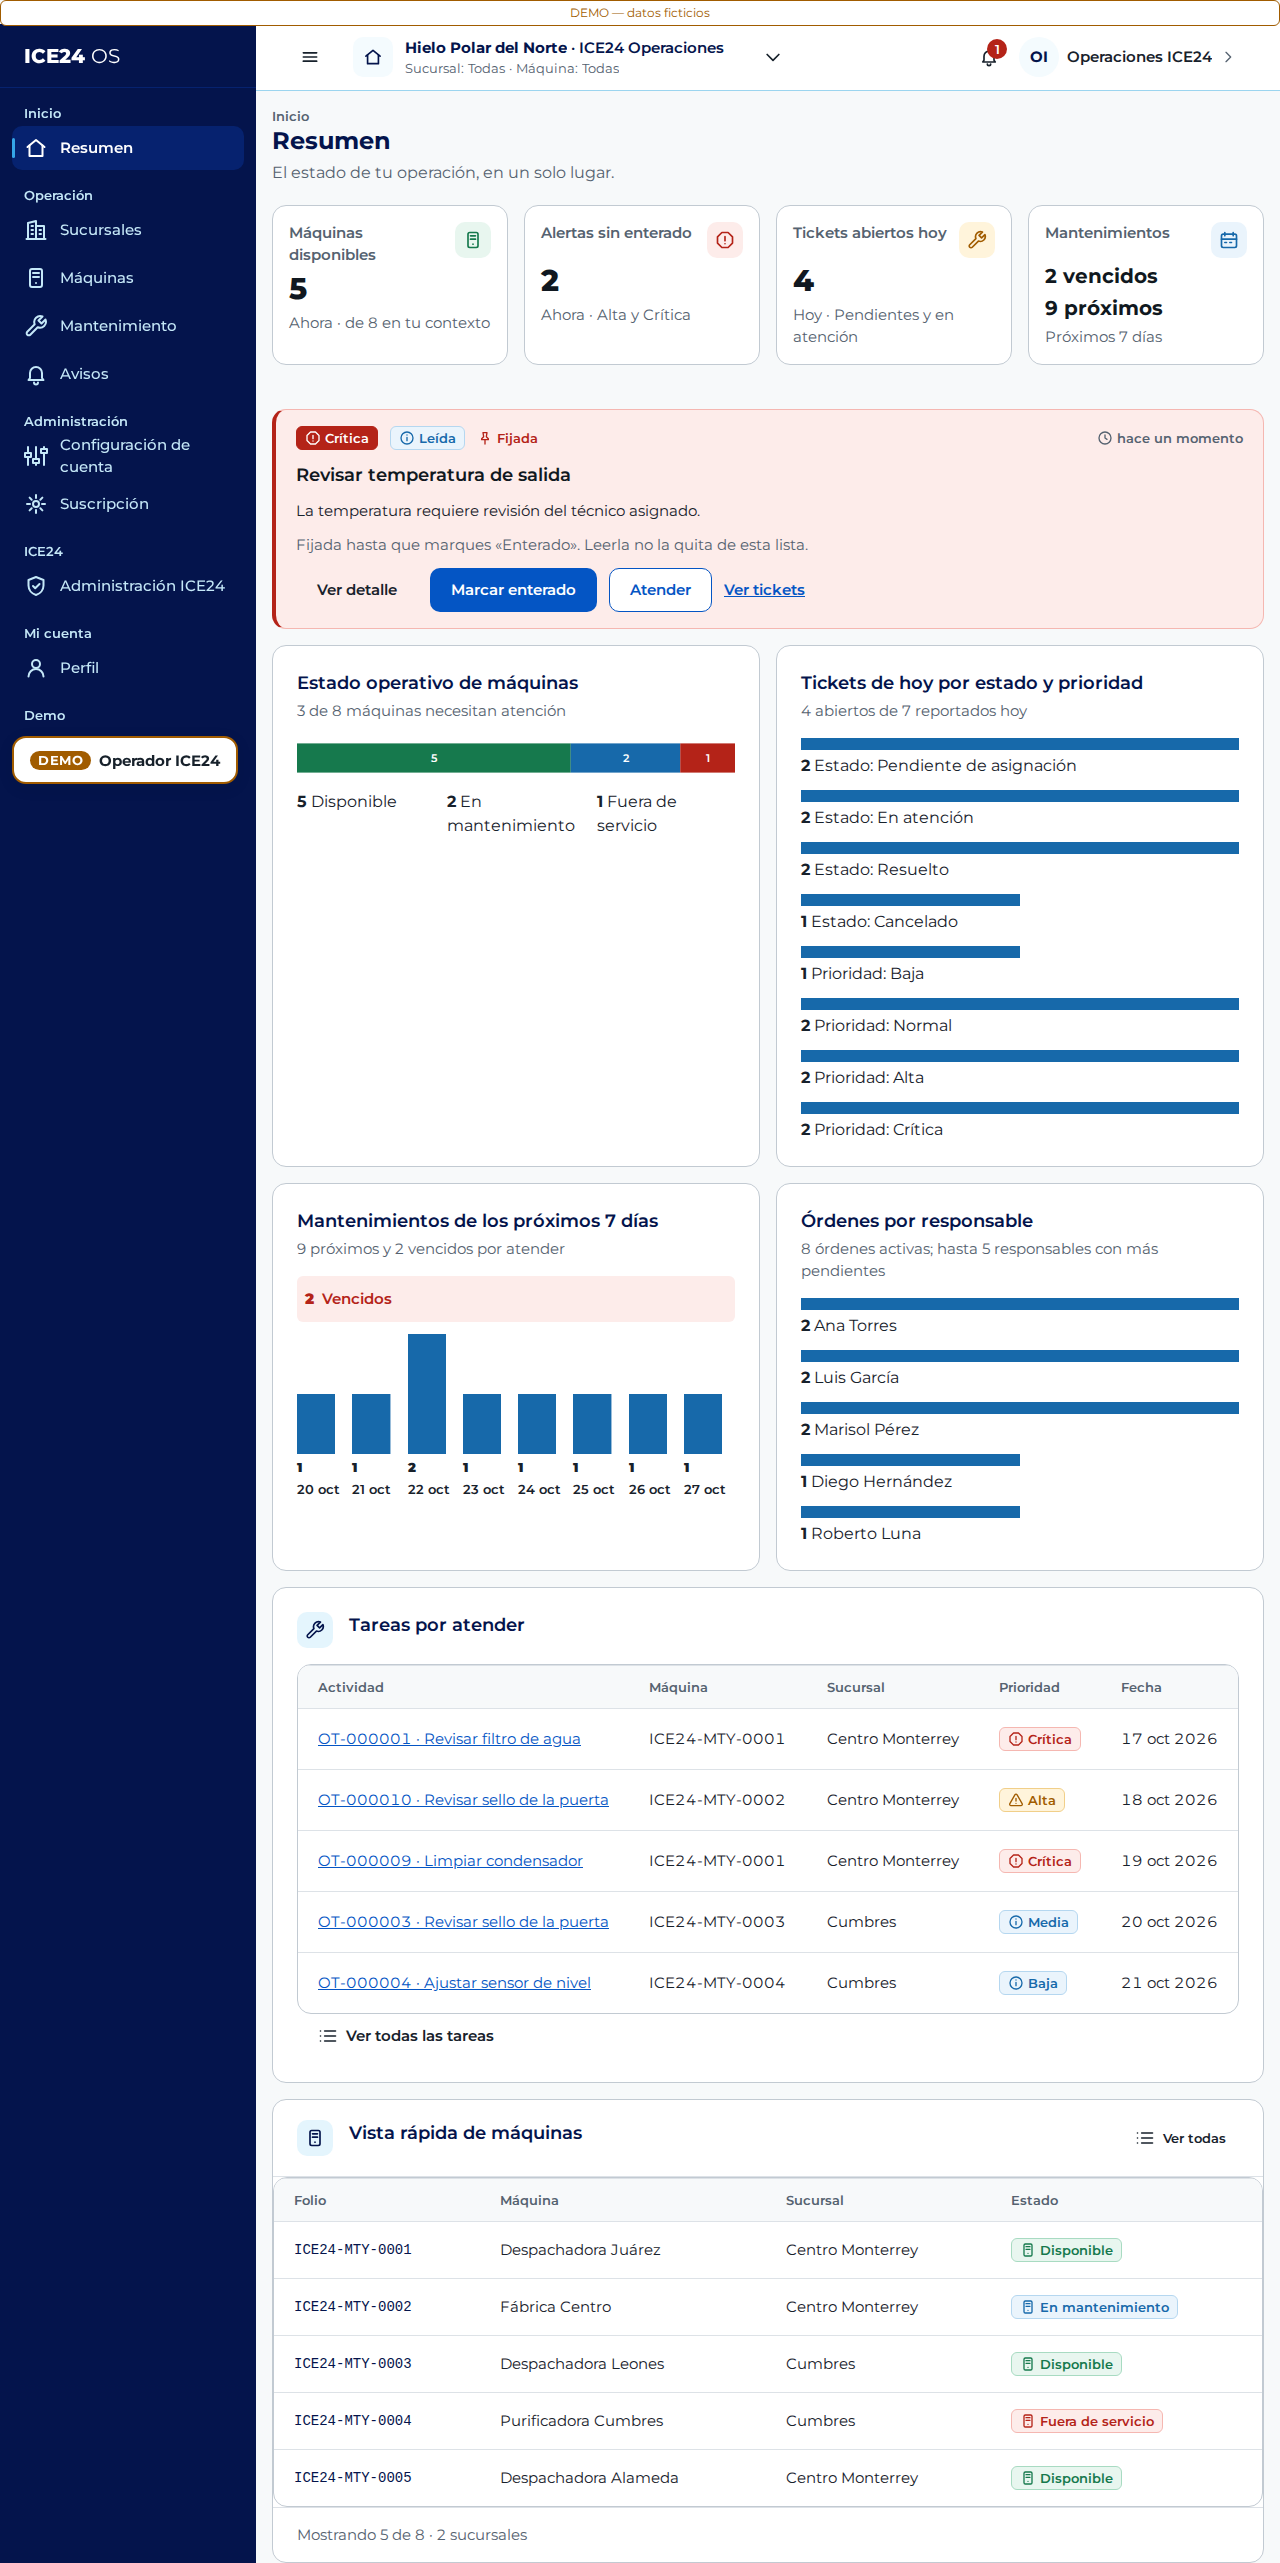 DEMO — datos ficticios
ICE24 OS
Inicio
Resumen
Operación
Sucursales
Máquinas
Mantenimiento
Avisos
Administración
Configuración de
cuenta
Suscripción
ICE24
Administración ICE24
Mi cuenta
Perfil
Demo
DEMO Operador ICE24
Hielo Polar del Norte · ICE24 Operaciones
Sucursal: Todas · Máquina: Todas
1
OI Operaciones ICE24
Inicio
Resumen
El estado de tu operación, en un solo lugar.
Máquinas
disponibles
5
Ahora · de 8 en tu contexto
Alertas sin enterado
2
Ahora · Alta y Crítica
Tickets abiertos hoy
4
Hoy · Pendientes y en
atención
Mantenimientos
2 vencidos
9 próximos
Próximos 7 días
Crítica Leída Fijada hace un momento
Revisar temperatura de salida
La temperatura requiere revisión del técnico asignado.
Fijada hasta que marques «Enterado». Leerla no la quita de esta lista.
Ver detalle Marcar enterado Atender Ver tickets
Estado operativo de máquinas
3 de 8 máquinas necesitan atención
5 2 1
5 Disponible
2 En
mantenimiento
1 Fuera de
servicio
Tickets de hoy por estado y prioridad
4 abiertos de 7 reportados hoy
2 Estado: Pendiente de asignación
2 Estado: En atención
2 Estado: Resuelto
1 Estado: Cancelado
1 Prioridad: Baja
2 Prioridad: Normal
2 Prioridad: Alta
2 Prioridad: Crítica
Mantenimientos de los próximos 7 días
9 próximos y 2 vencidos por atender
2 Vencidos
1 1 2 1 1 1 1 1
20 oct 21 oct 22 oct 23 oct 24 oct 25 oct 26 oct 27 oct
Órdenes por responsable
8 órdenes activas; hasta 5 responsables con más
pendientes
2 Ana Torres
2 Luis García
2 Marisol Pérez
1 Diego Hernández
1 Roberto Luna
Tareas por atender
Actividad Máquina Sucursal Prioridad Fecha
OT-000001 · Revisar filtro de agua ICE24-MTY-0001 Centro Monterrey Crítica 17 oct 2026
OT-000010 · Revisar sello de la puerta ICE24-MTY-0002 Centro Monterrey Alta 18 oct 2026
OT-000009 · Limpiar condensador ICE24-MTY-0001 Centro Monterrey Crítica 19 oct 2026
OT-000003 · Revisar sello de la puerta ICE24-MTY-0003 Cumbres Media 20 oct 2026
OT-000004 · Ajustar sensor de nivel ICE24-MTY-0004 Cumbres Baja 21 oct 2026
Ver todas las tareas
Vista rápida de máquinas Ver todas
Folio Máquina Sucursal Estado
ICE24-MTY-0001 Despachadora Juárez Centro Monterrey Disponible
ICE24-MTY-0002 Fábrica Centro Centro Monterrey En mantenimiento
ICE24-MTY-0003 Despachadora Leones Cumbres Disponible
ICE24-MTY-0004 Purificadora Cumbres Cumbres Fuera de servicio
ICE24-MTY-0005 Despachadora Alameda Centro Monterrey Disponible
Mostrando 5 de 8 · 2 sucursales